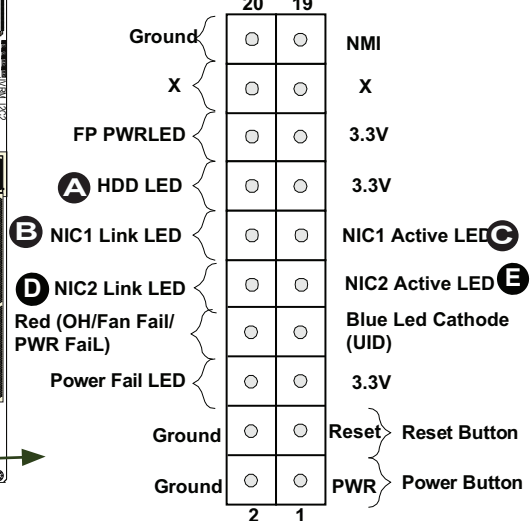 20 19
Ground NMI
X X
FP PWRLED 3.3V
A HDD LED 3.3V
B NIC1 Link LED NIC1 Active LED C
D NIC2 Link LED NIC2 Active LED E
Red (OH/Fan Fail/
PWR FaiL)
Blue Led Cathode
(UID)
Power Fail LED 3.3V
Ground Reset Reset Button
Ground PWR Power Button
2 1